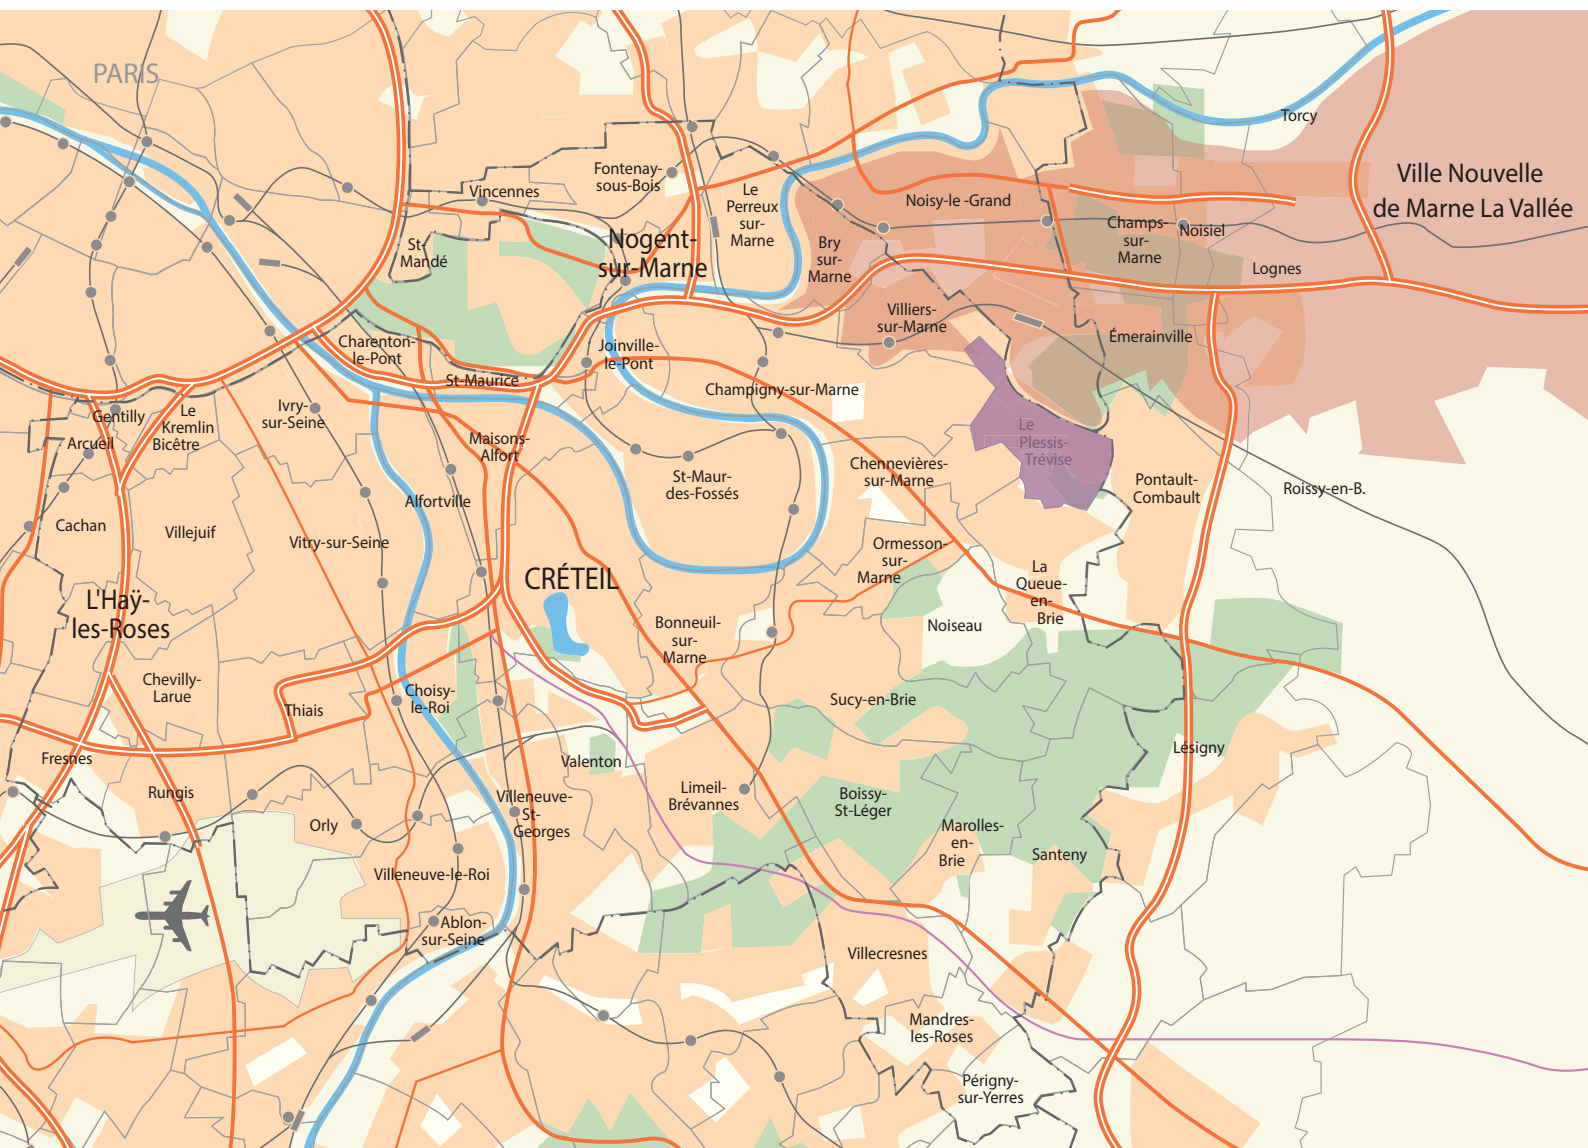 PARIS
Torcy
Ville Nouvelle
de Marne La Vallée
Fontenay-
sous-Bois
Vincennes
Le
Perreux
sur-
Marne
Noisy-le -Grand
Champs-
sur-
Marne
Noisiel
St-
Mandé
Nogent-
sur-Marne
Bry
sur-
Marne
Lognes
Villiers-
sur-Marne
Émerainville
Charenton-
le-Pont
Joinville-
le-Pont
St-Maurice
Champigny-sur-Marne
Gentilly
Le
Kremlin
Bicêtre
Ivry-
sur-Seine
Arcueil
Maisons-
Alfort
Le
Plessis-
Trévise
Chennevières-
sur-Marne
St-Maur-
des-Fossés
Pontault-
Combault
Roissy-en-B.
Alfortville
Cachan
Villejuif
Vitry-sur-Seine
Ormesson-
sur-
Marne
CRÉTEIL
La
Queue-
en-
Brie
L'Haÿ-
les-Roses
Bonneuil-
sur-
Marne
Noiseau
Chevilly-
Larue
Thiais
Choisy-
le-Roi
Sucy-en-Brie
Lésigny
Fresnes
Valenton
Rungis
Villeneuve-
St-
Georges
Limeil-
Brévannes
Boissy-
St-Léger
Orly
Marolles-
en-
Brie
Santeny
Villeneuve-le-Roi
Ablon-
sur-Seine
Villecresnes
Mandres-
les-Roses
Périgny-
sur-Yerres